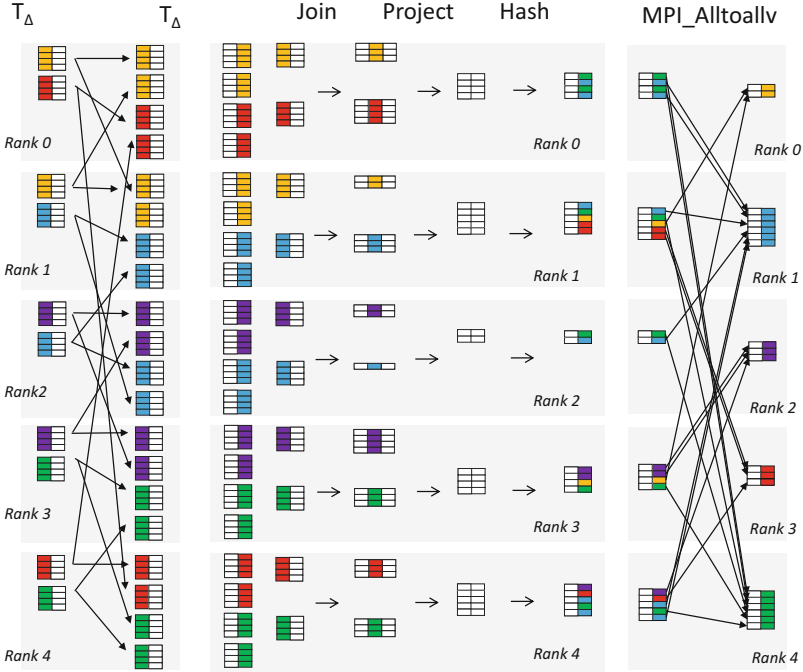 T_Δ T_Δ Join Project Hash MPI_Alltoallv
Rank 0 Rank 0 Rank 0
Rank 1 Rank 1 Rank 1
Rank2 Rank 2 Rank 2
Rank 3 Rank 3 Rank 3
Rank 4 Rank 4 Rank 4